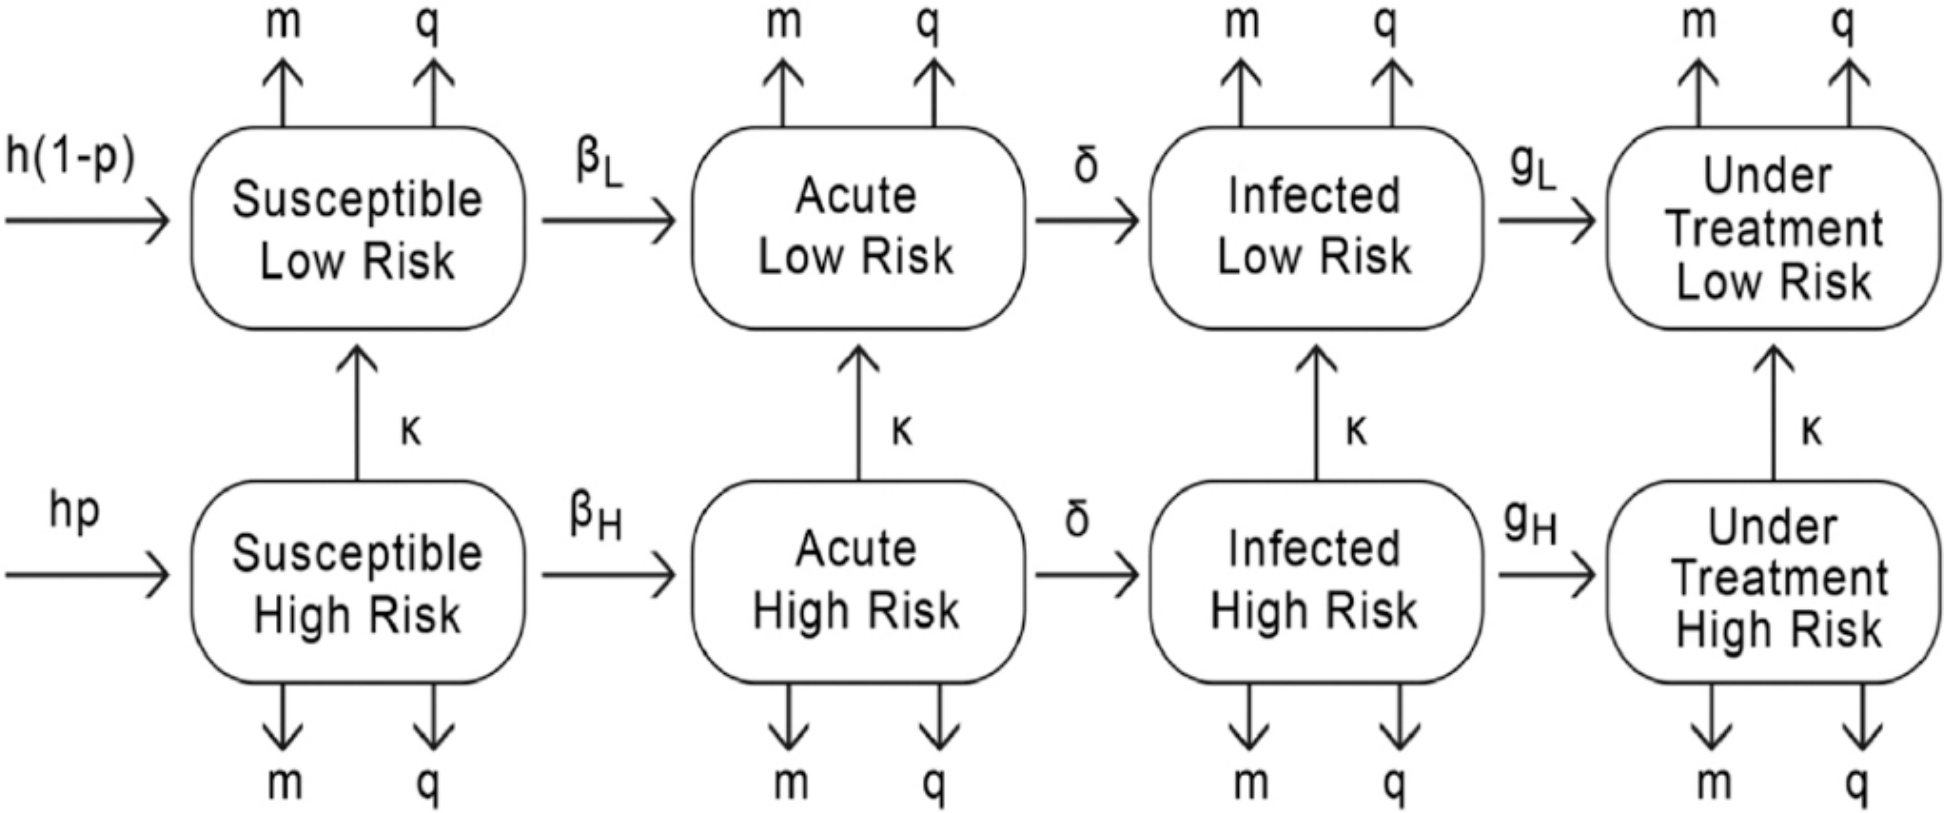 m q m q m q m q
h(1-p) βL δ gL
Susceptible
Low Risk
Acute
Low Risk
Infected
Low Risk
Under
Treatment
Low Risk
κ κ κ κ
hp βH δ gH
Susceptible
High Risk
Acute
High Risk
Infected
High Risk
Under
Treatment
High Risk
m q m q m q m q